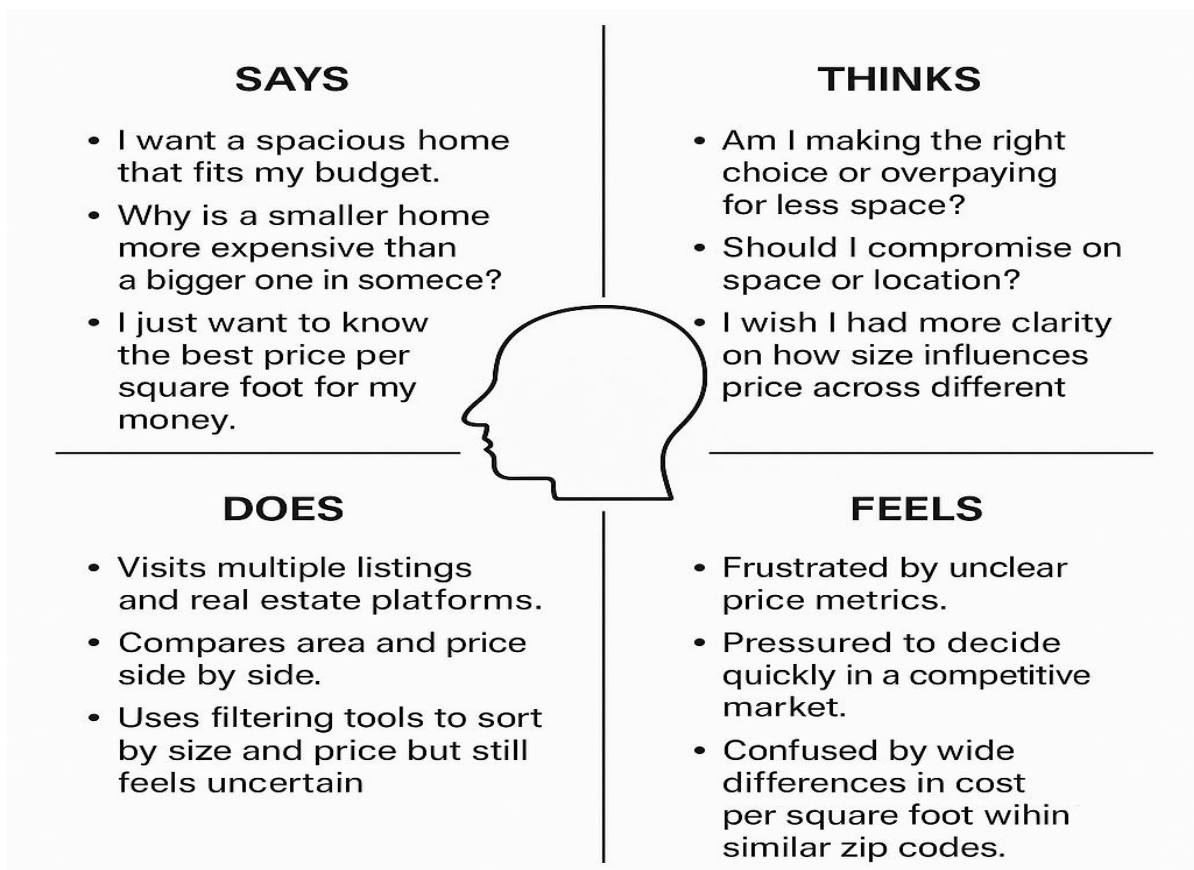 SAYS
• I want a spacious home
that fits my budget.
• Why is a smaller home
more expensive than
a bigger one in somece?
• I just want to know
the best price per
square foot for my
money.
THINKS
• Am I making the right
choice or overpaying
for less space?
• Should I compromise on
space or location?
• I wish I had more clarity
on how size influences
price across different
DOES
• Visits multiple listings
and real estate platforms.
• Compares area and price
side by side.
• Uses filtering tools to sort
by size and price but still
feels uncertain
FEELS
• Frustrated by unclear
price metrics.
• Pressured to decide
quickly in a competitive
market.
• Confused by wide
differences in cost
per square foot wihin
similar zip codes.